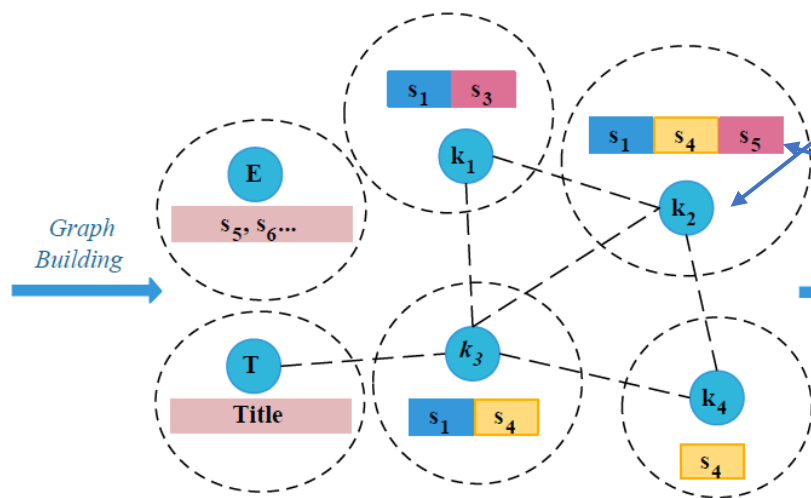 s1 s3
k1
s1 s4 s5
k2
E
s5, s6...
Graph
Building
T
Title
k3
s1 s4
k4
s4